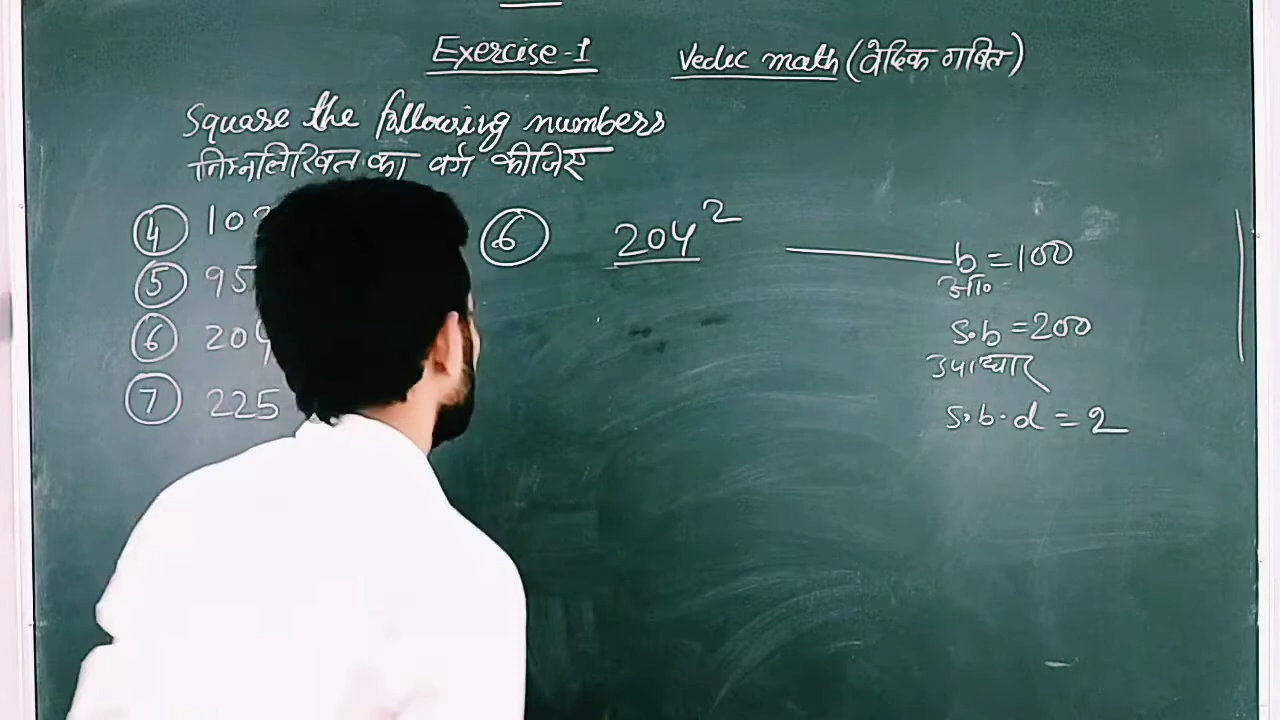 Exercise-1
Vedic math (वैदिक गणित)
Square the following numbers
निम्नलिखित का वर्ग कीजिए
④ 10
⑤ 95
⑥ 204
⑦ 225
⑥ 204²
b = 100
s.b = 200
उपाधार
s.b.d = 2